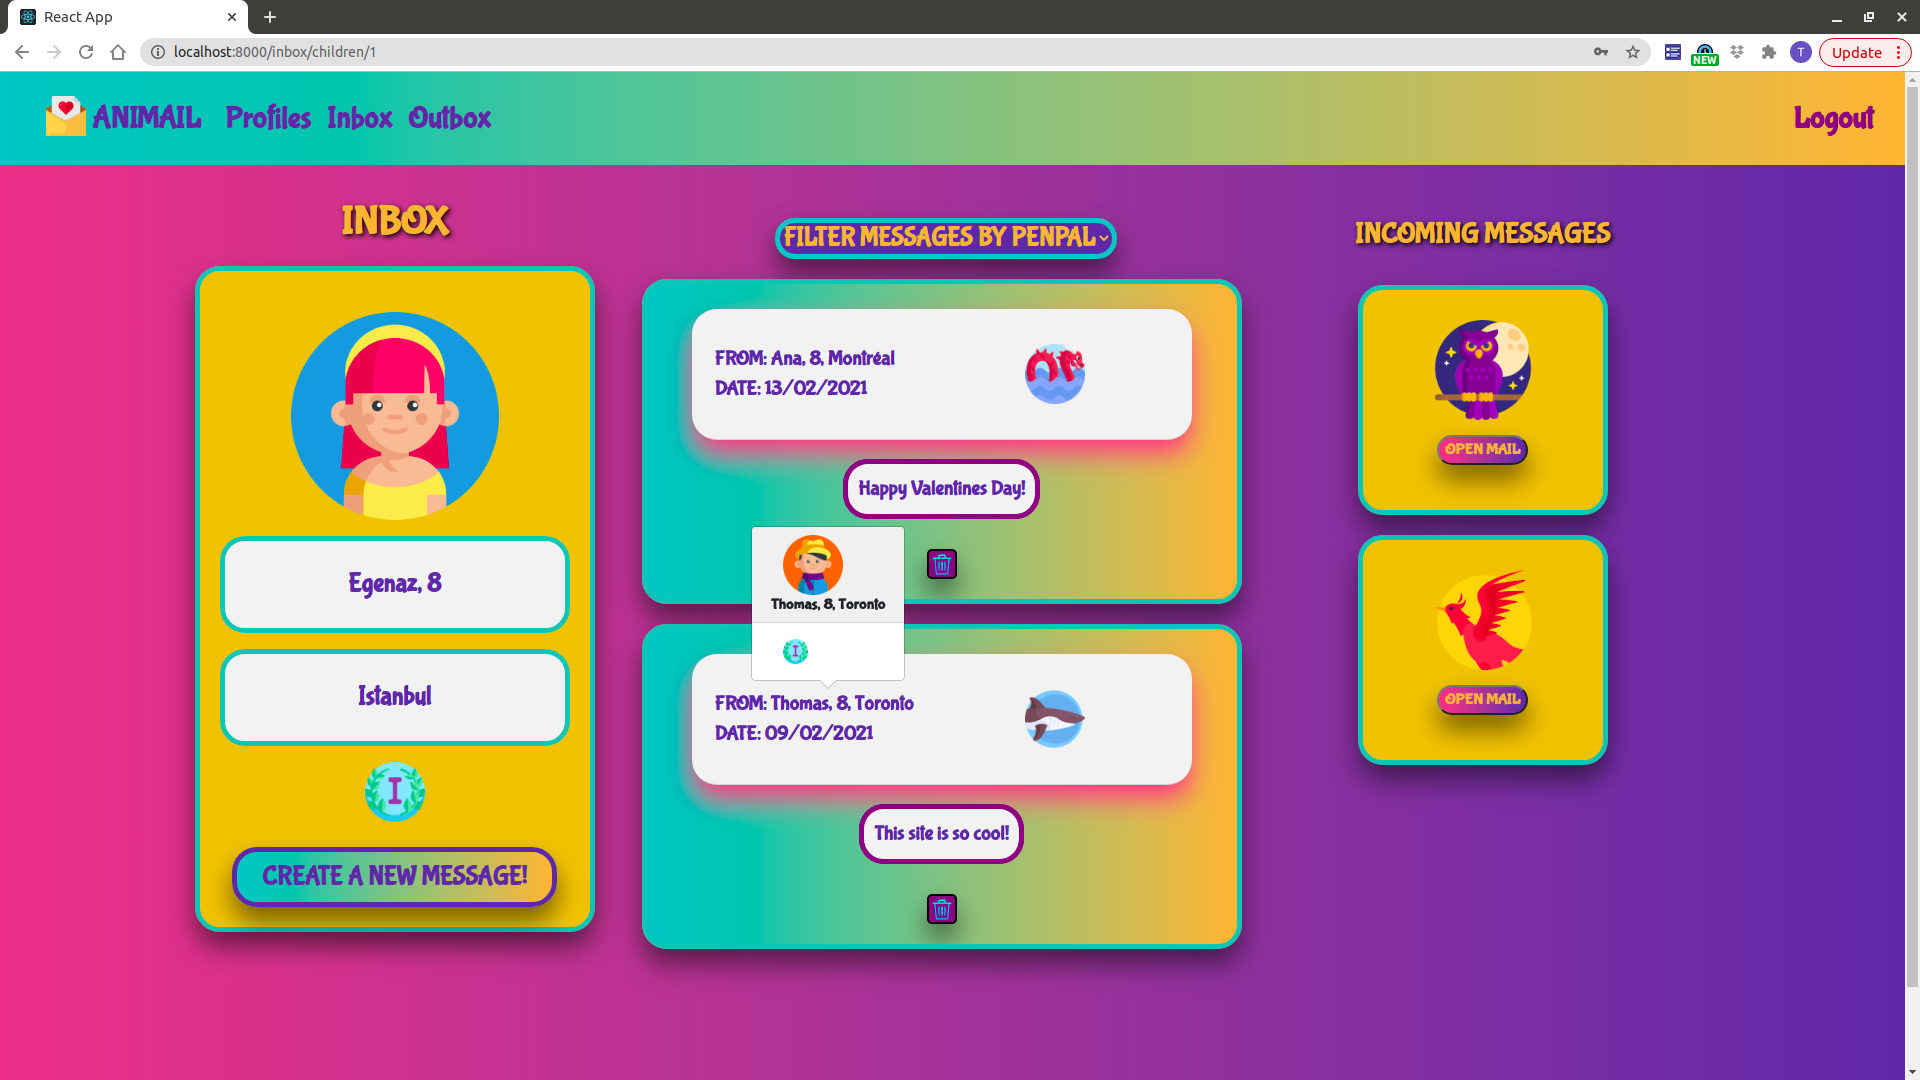 React App
localhost:8000/inbox/children/1
NEW
T
Update
ANIMAIL Profiles Inbox Outbox
Logout
INBOX
Egenaz, 8
Istanbul
I
CREATE A NEW MESSAGE!
FILTER MESSAGES BY PENPAL
FROM: Ana, 8, Montréal
DATE: 13/02/2021
Happy Valentines Day!
Thomas, 8, Toronto
I
FROM: Thomas, 8, Toronto
DATE: 09/02/2021
This site is so cool!
INCOMING MESSAGES
OPEN MAIL
OPEN MAIL